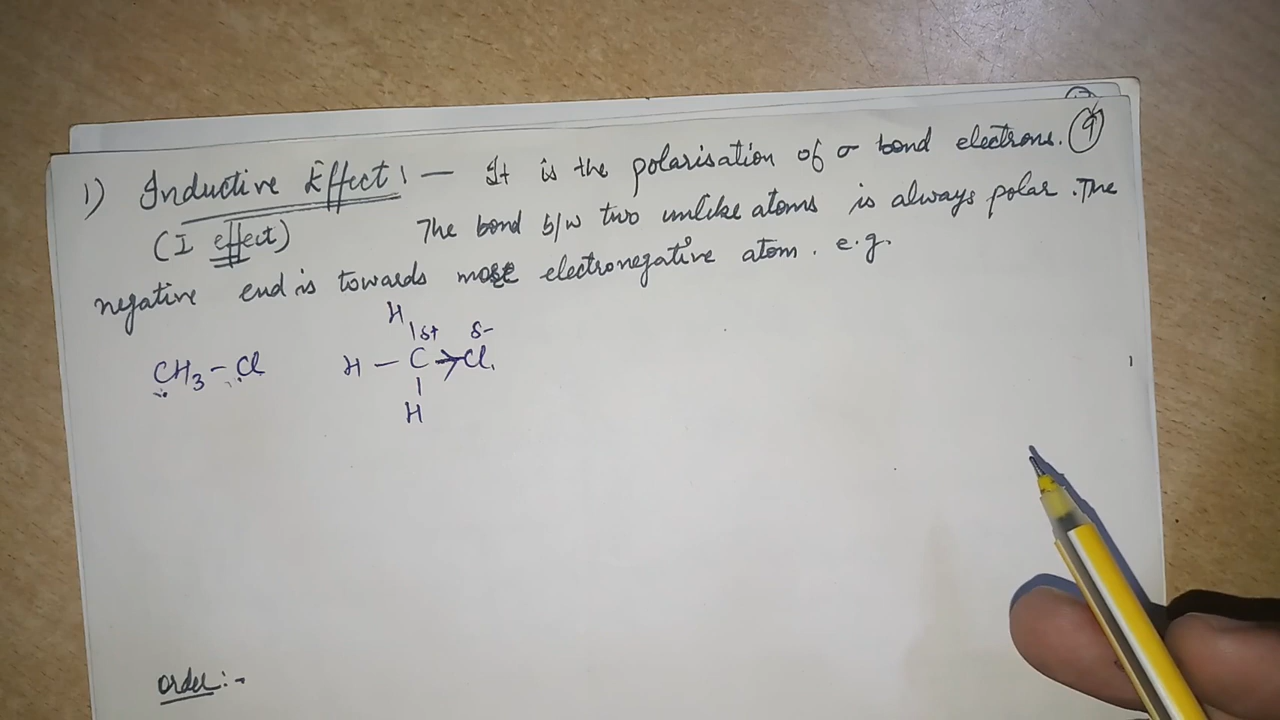 1) Inductive Effect :— It is the polarisation of σ bond electrons. (9)
(I effect) The bond b/w two unlike atoms is always polar. The
negative end is towards more electronegative atom. e.g.
H
CH3–Cl H – C → Cl δ+ δ-
H
order:-